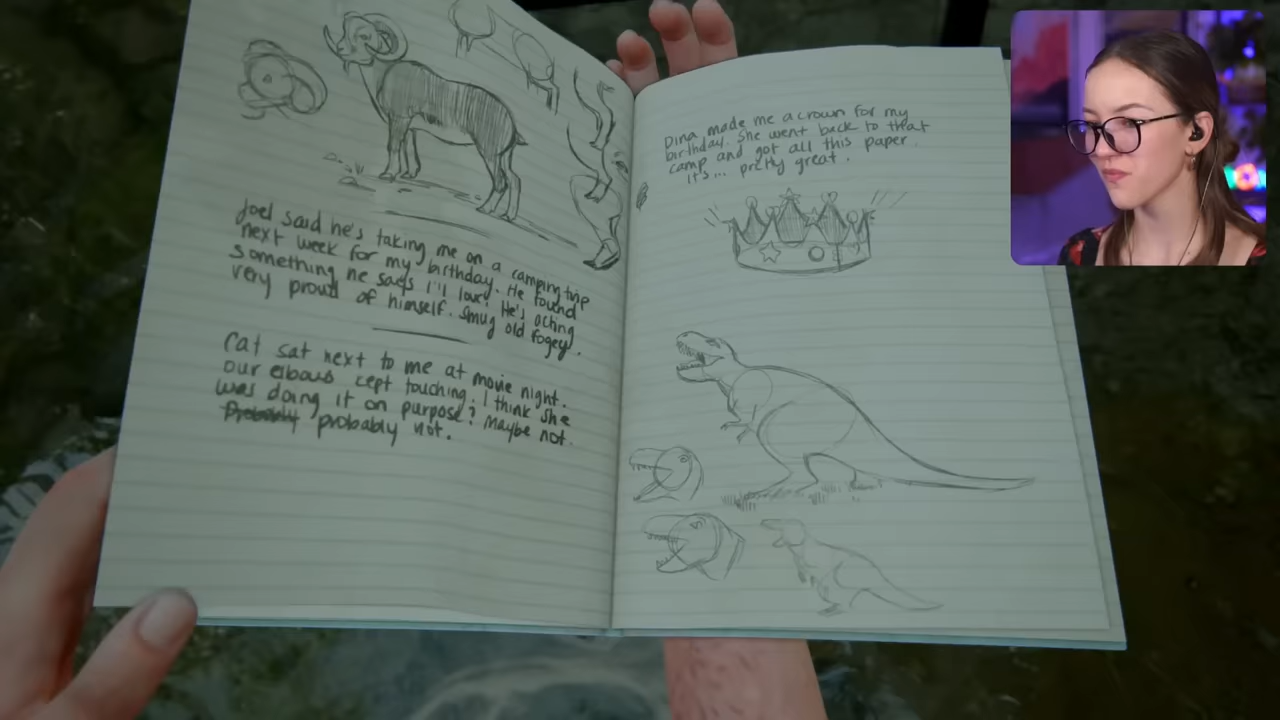 Joel said he's taking me on a camping trip
next week for my birthday. He found
something he says I'll love! He's acting
very proud of himself. Smug old fogey.
Cat sat next to me at movie night.
our elbows kept touching. I think she
was doing it on purpose? Maybe not.
Probably probably not.
Dina made me a crown for my
birthday. She went back to that
camp and got all this paper.
It's... pretty great.